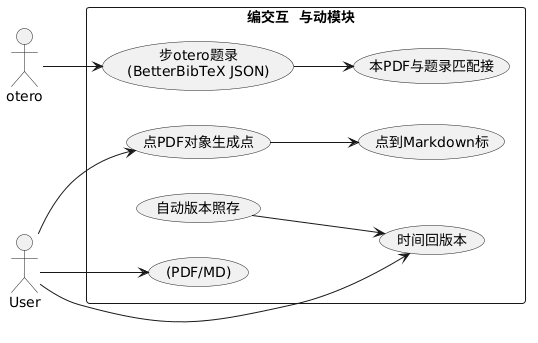 编交互 与动模块
otero
步otero题录
(BetterBibTeX JSON)
本PDF与题录匹配接
点PDF对象生成点
点到Markdown标
自动版本照存
时间回版本
User
(PDF/MD)